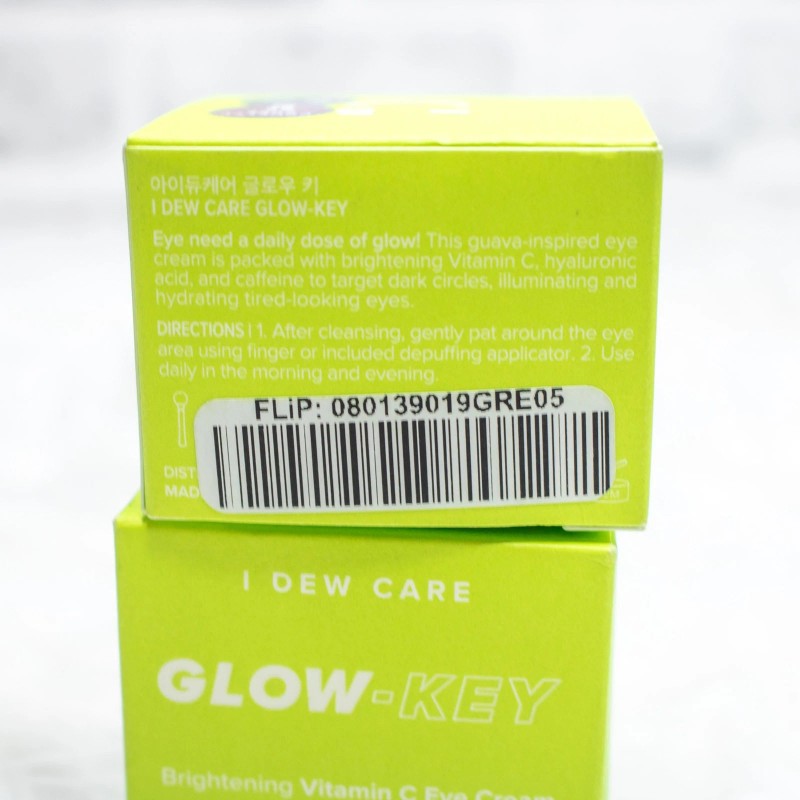 아이듀케어 글로우 키
I DEW CARE GLOW-KEY
Eye need a daily dose of glow! This guava-inspired eye
cream is packed with brightening Vitamin C, hyaluronic
acid, and caffeine to target dark circles, illuminating and
hydrating tired-looking eyes.
DIRECTIONS | 1. After cleansing, gently pat around the eye
area using finger or included depuffing applicator. 2. Use
daily in the morning and evening.
FLiP: 080139019GRE05
DIST
MAD
I DEW CARE
GLOW-KEY
Brightening Vitamin C Eye Cream